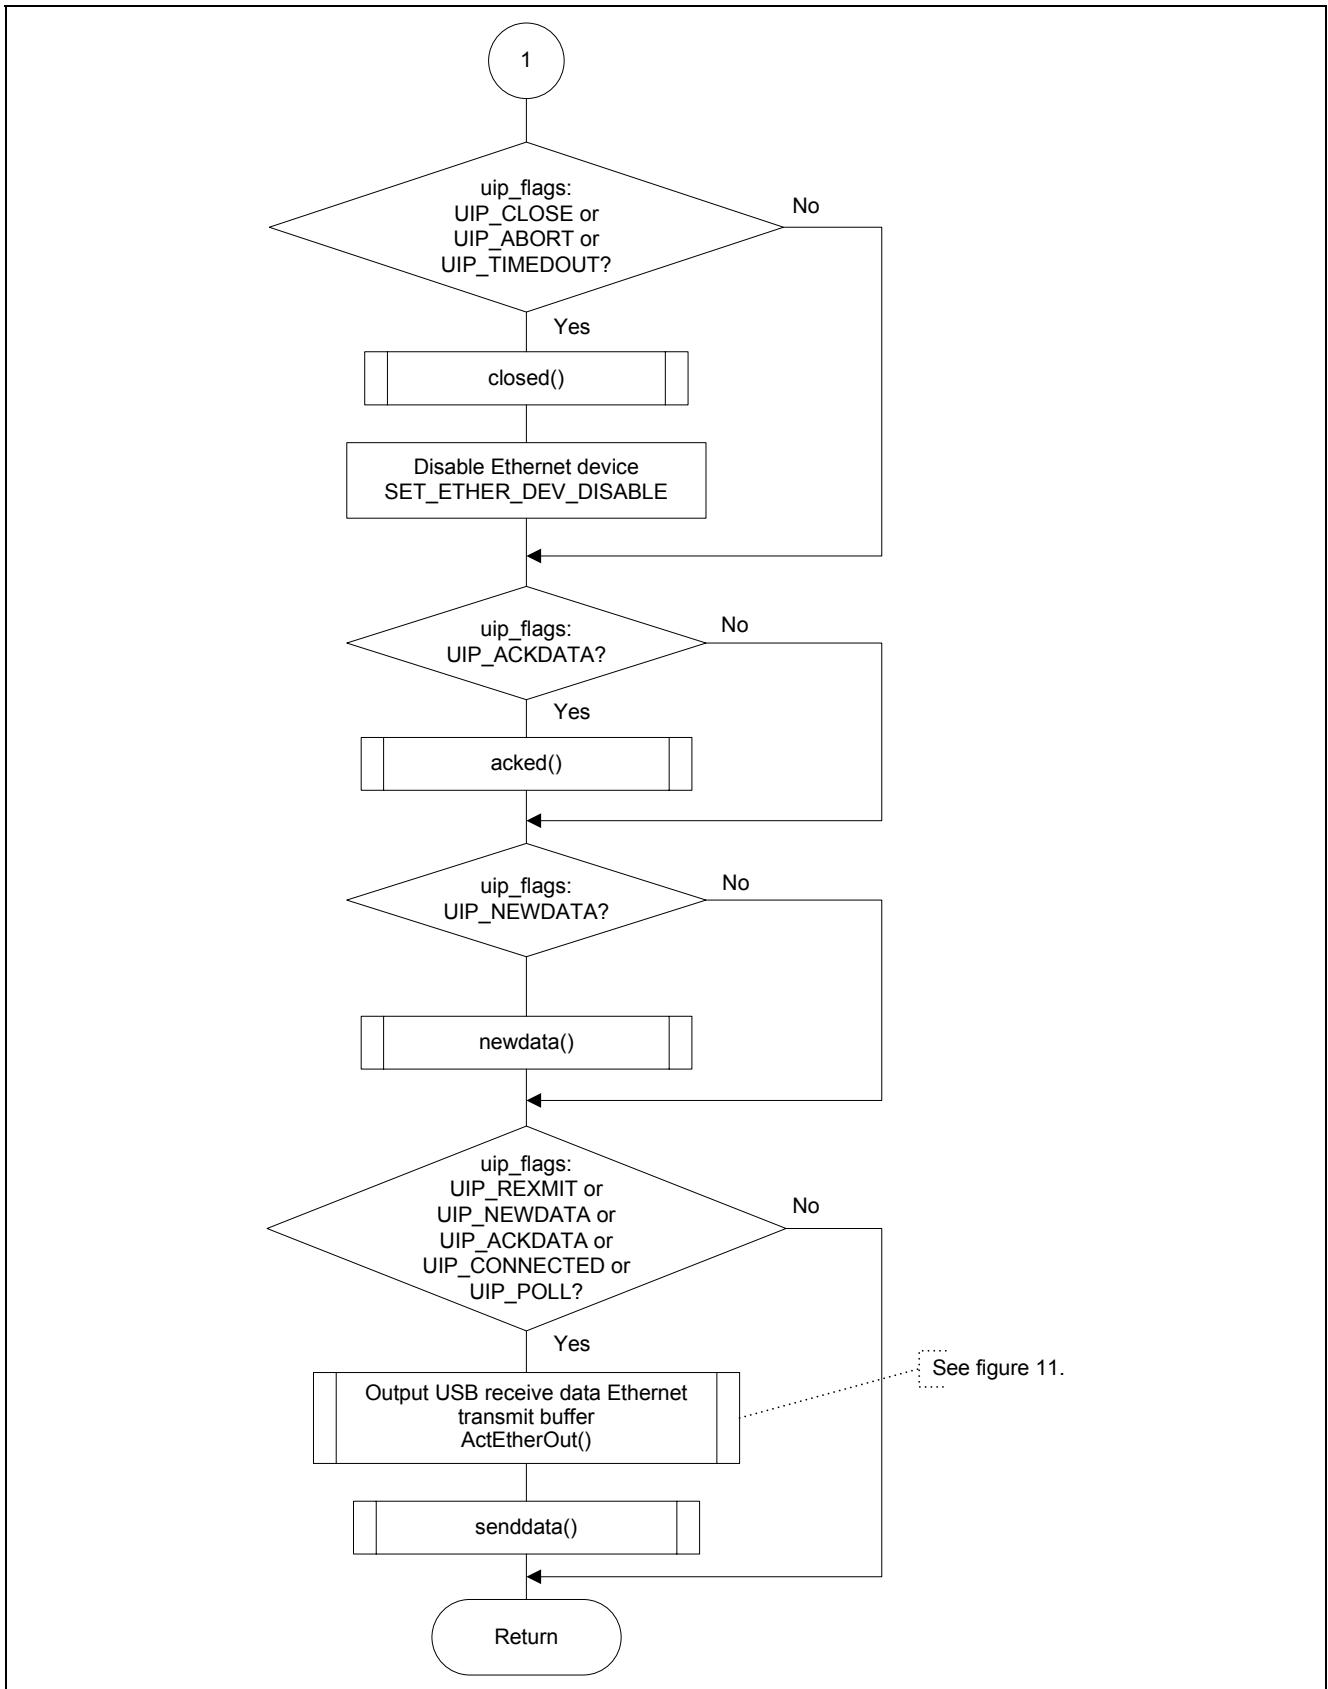 1
uip_flags:
UIP_CLOSE or
UIP_ABORT or
UIP_TIMEDOUT?
No
Yes
closed()
Disable Ethernet device
SET_ETHER_DEV_DISABLE
uip_flags:
UIP_ACKDATA?
No
Yes
acked()
uip_flags:
UIP_NEWDATA?
No
newdata()
uip_flags:
UIP_REXMIT or
UIP_NEWDATA or
UIP_ACKDATA or
UIP_CONNECTED or
UIP_POLL?
No
Yes
Output USB receive data Ethernet
transmit buffer
ActEtherOut()
See figure 11.
senddata()
Return